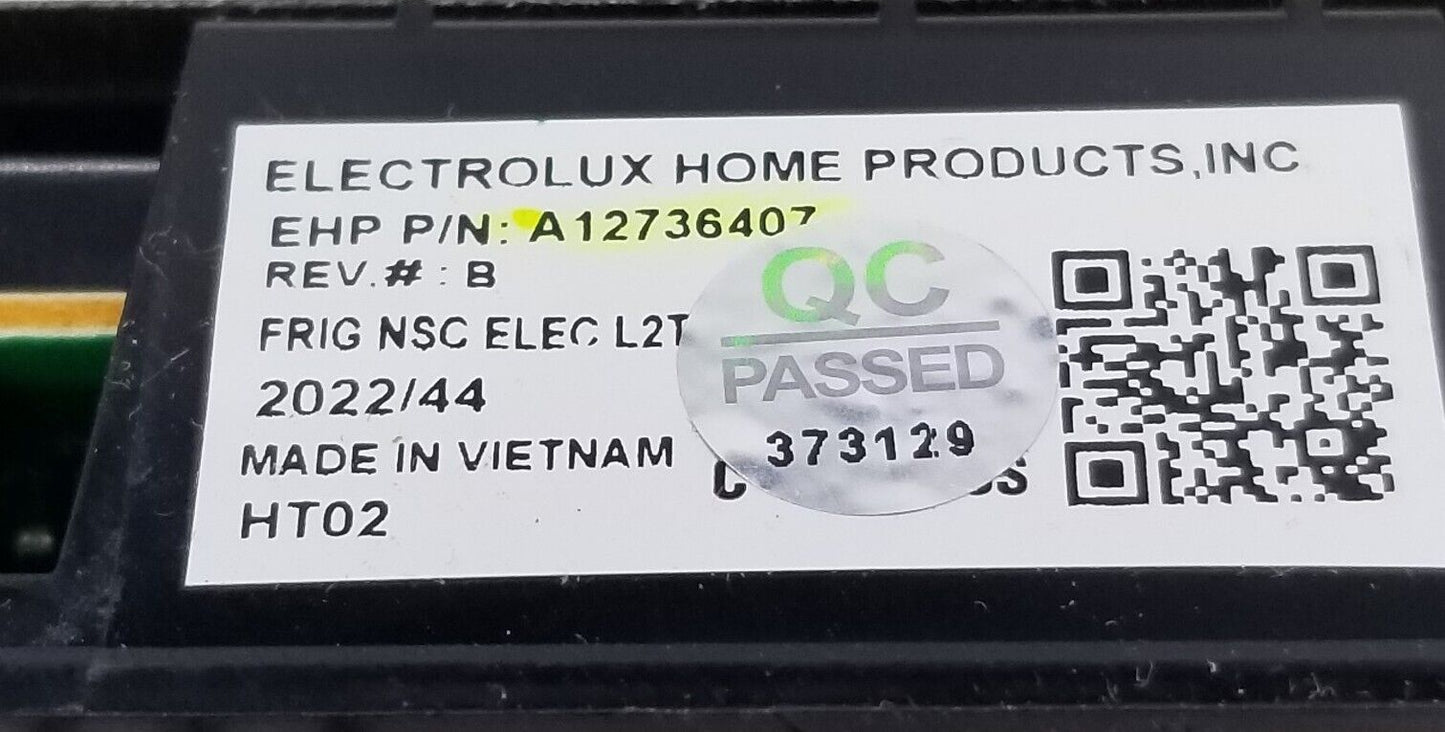 ELECTROLUX HOME PRODUCTS,INC
EHP P/N: A12736407
REV.# : B
FRIG NSC ELEC L2T
2022/44
MADE IN VIETNAM
HT02
QC
PASSED
373129